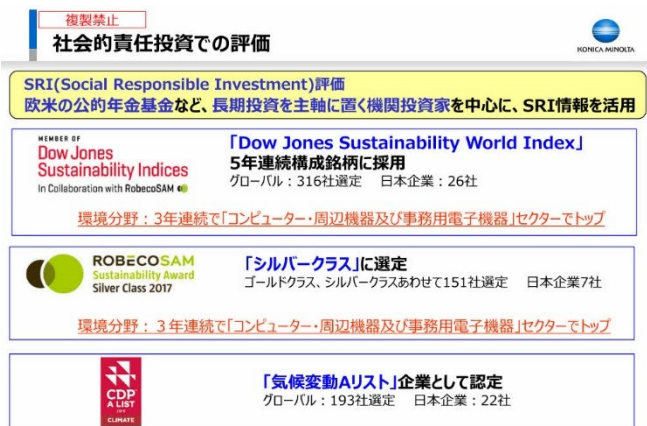 複製禁止
社会的責任投資での評価
KONICA MINOLTA
SRI(Social Responsible Investment)評価
欧米の公的年金基金など、長期投資を主軸に置く機関投資家を中心に、SRI情報を活用
MEMBER OF
Dow Jones
Sustainability Indices
In Collaboration with RobecoSAM
「Dow Jones Sustainability World Index」
5年連続構成銘柄に採用
グローバル：316社選定 日本企業：26社
環境分野：3年連続で「コンピューター・周辺機器及び事務用電子機器」セクターでトップ
ROBECOSAM
Sustainability Award
Silver Class 2017
「シルバークラス」に選定
ゴールドクラス、シルバークラスあわせて151社選定 日本企業7社
環境分野：３年連続で「コンピューター・周辺機器及び事務用電子機器」セクターでトップ
CDP
A LIST
CLIMATE
「気候変動Aリスト」企業として認定
グローバル：193社選定 日本企業：22社